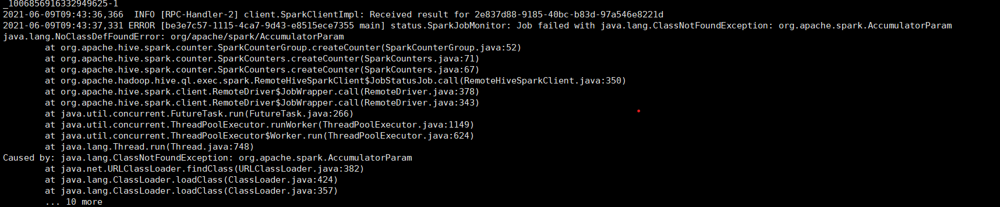 _1006856916332949625-1
2021-06-09T09:43:36,366  INFO [RPC-Handler-2] client.SparkClientImpl: Received result for 2e837d88-9185-40bc-b83d-97a546e8221d
2021-06-09T09:43:37,331 ERROR [be3e7c57-1115-4ca7-9d43-e8515ece7355 main] status.SparkJobMonitor: Job failed with java.lang.ClassNotFoundException: org.apache.spark.AccumulatorParam
java.lang.NoClassDefFoundError: org/apache/spark/AccumulatorParam
        at org.apache.hive.spark.counter.SparkCounterGroup.createCounter(SparkCounterGroup.java:52)
        at org.apache.hive.spark.counter.SparkCounters.createCounter(SparkCounters.java:71)
        at org.apache.hive.spark.counter.SparkCounters.createCounter(SparkCounters.java:67)
        at org.apache.hadoop.hive.ql.exec.spark.RemoteHiveSparkClient$JobStatusJob.call(RemoteHiveSparkClient.java:350)
        at org.apache.hive.spark.client.RemoteDriver$JobWrapper.call(RemoteDriver.java:378)
        at org.apache.hive.spark.client.RemoteDriver$JobWrapper.call(RemoteDriver.java:343)
        at java.util.concurrent.FutureTask.run(FutureTask.java:266)
        at java.util.concurrent.ThreadPoolExecutor.runWorker(ThreadPoolExecutor.java:1149)
        at java.util.concurrent.ThreadPoolExecutor$Worker.run(ThreadPoolExecutor.java:624)
        at java.lang.Thread.run(Thread.java:748)
Caused by: java.lang.ClassNotFoundException: org.apache.spark.AccumulatorParam
        at java.net.URLClassLoader.findClass(URLClassLoader.java:382)
        at java.lang.ClassLoader.loadClass(ClassLoader.java:424)
        at java.lang.ClassLoader.loadClass(ClassLoader.java:357)
        ... 10 more